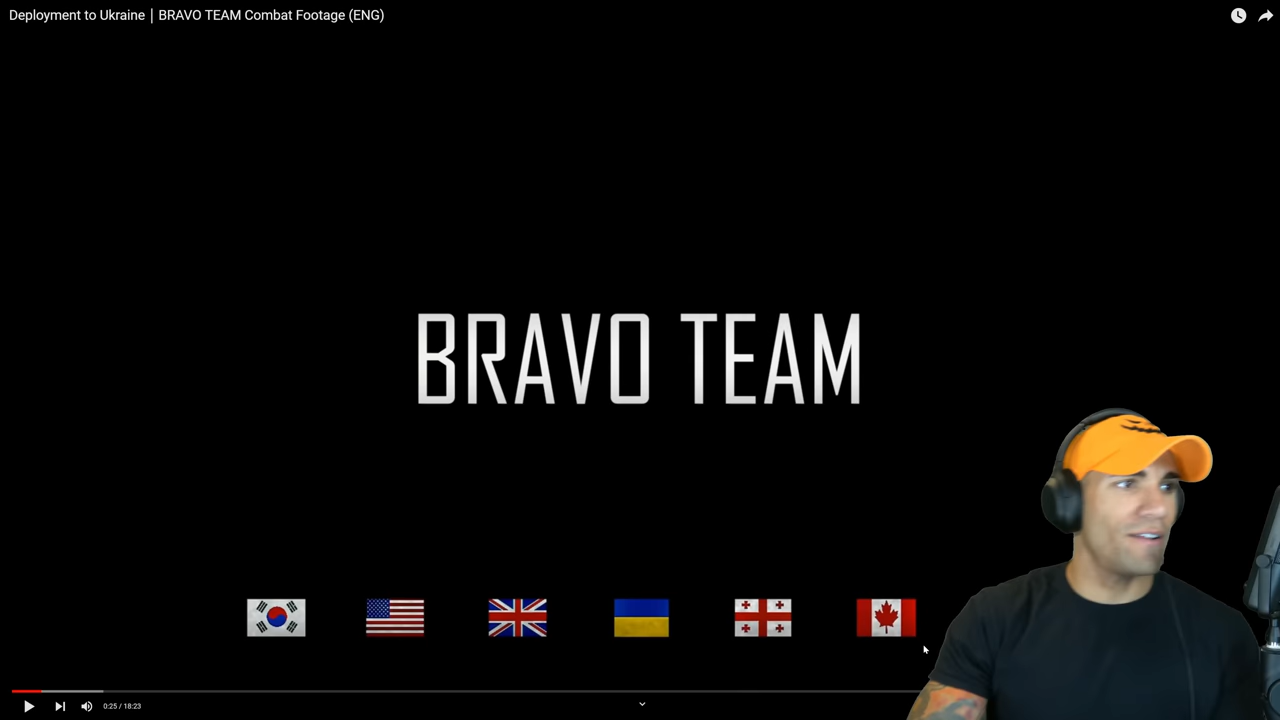 Deployment to Ukraine | BRAVO TEAM Combat Footage (ENG)
BRAVO TEAM
0:25 / 18:23